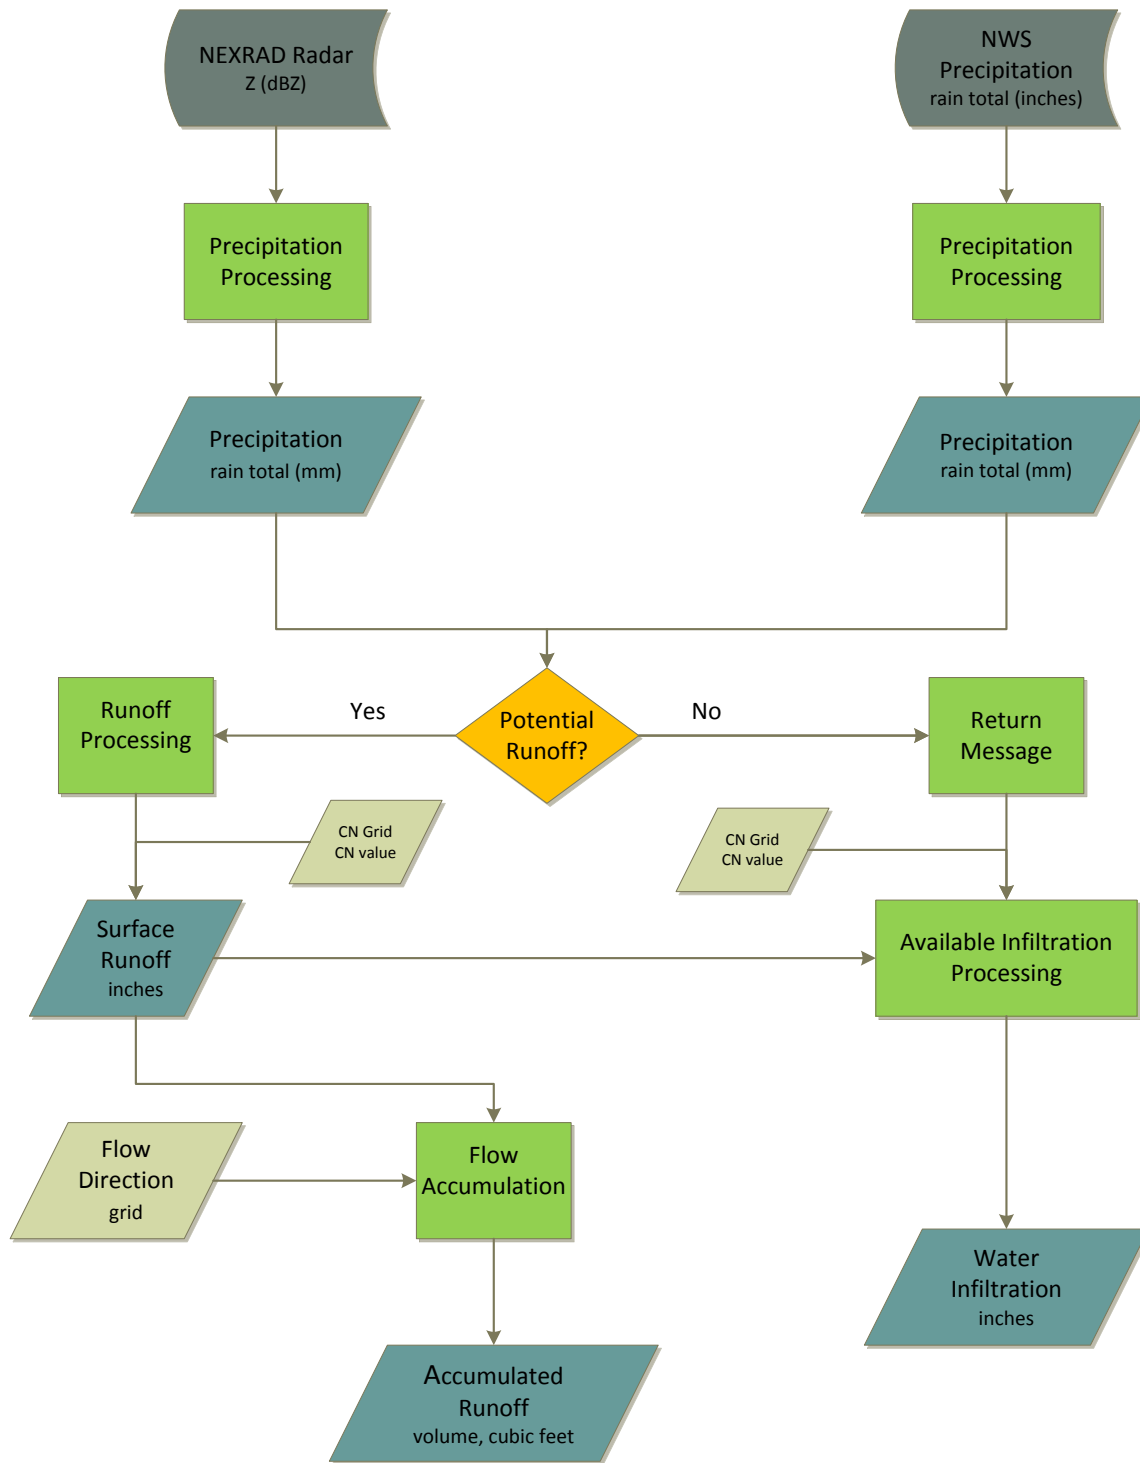 NEXRAD Radar
Z (dBZ)
NWS
Precipitation
rain total (inches)
Precipitation
Processing
Precipitation
Processing
Precipitation
rain total (mm)
Precipitation
rain total (mm)
Runoff
Processing
Yes
Potential
Runoff?
No
Return
Message
CN Grid
CN value
CN Grid
CN value
Surface
Runoff
inches
Available Infiltration
Processing
Flow
Direction
grid
Flow
Accumulation
Water
Infiltration
inches
Accumulated
Runoff
volume, cubic feet